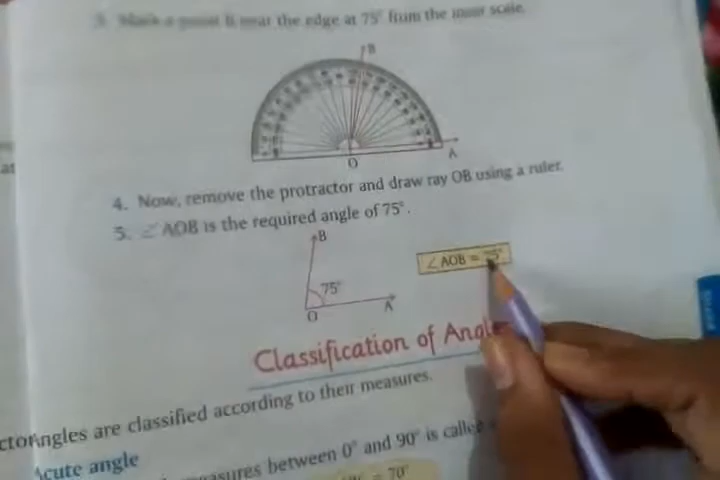 3. Mark a point B near the edge at 75° from the inner scale.
B
O
A
4. Now, remove the protractor and draw ray OB using a ruler.
5. ∠AOB is the required angle of 75°.
B
75°
O
A
∠AOB = 75°
Classification of Angles
Angles are classified according to their measures.
Acute angle
measures between 0° and 90° is called
= 70°